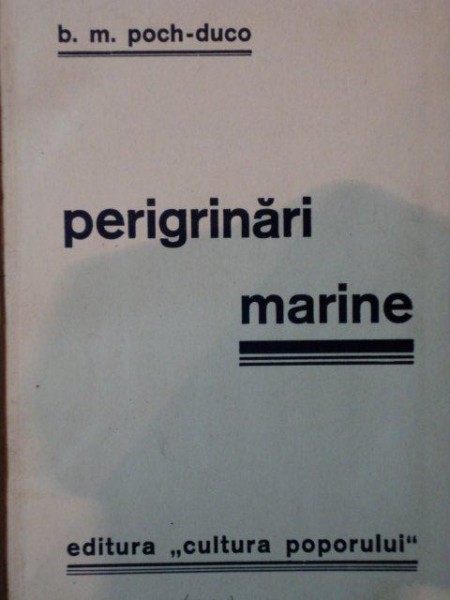 b. m. poch-duco
perigrinări
marine
editura „cultura poporului“